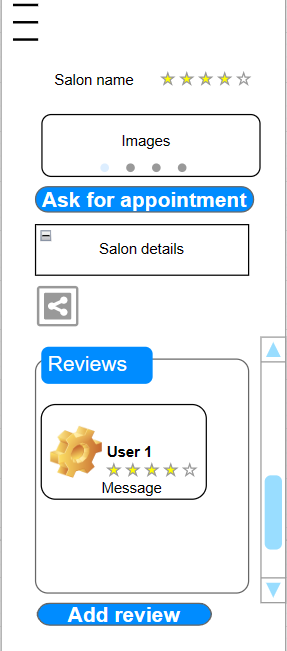 Salon name
Images
Ask for appointment
Salon details
Reviews
User 1
Message
Add review